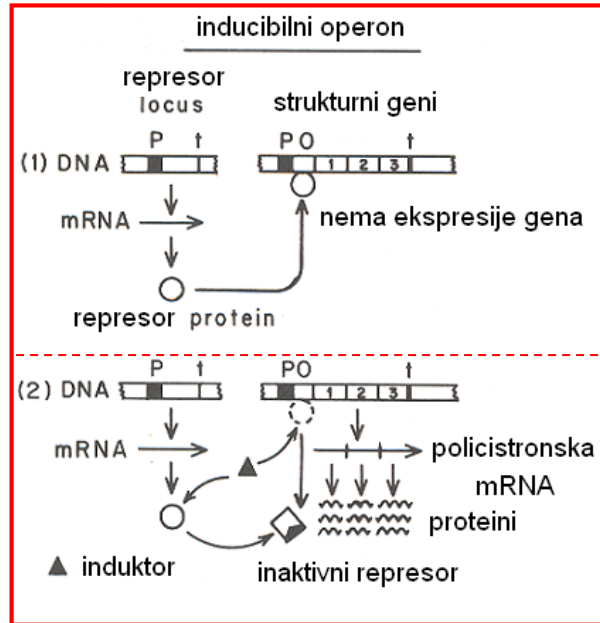 inducibilni operon
represor
locus
strukturni geni
P t
P O t
(1) DNA
1 2 3
mRNA
nema ekspresije gena
represor protein
P
PO t
(2) DNA
1 2 3
mRNA
policistronska
mRNA
proteini
induktor
inaktivni represor